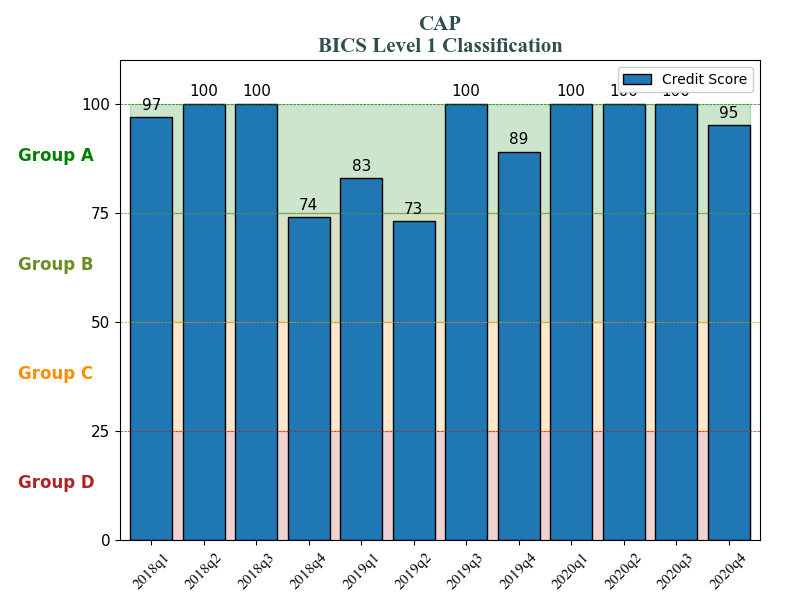 CAP
BICS Level 1 Classification
Credit Score
97 100 100 74 83 73 100 89 100 100 100 95
100
Group A
75
Group B
50
Group C
25
Group D
0
2018q1 2018q2 2018q3 2018q4 2019q1 2019q2 2019q3 2019q4 2020q1 2020q2 2020q3 2020q4